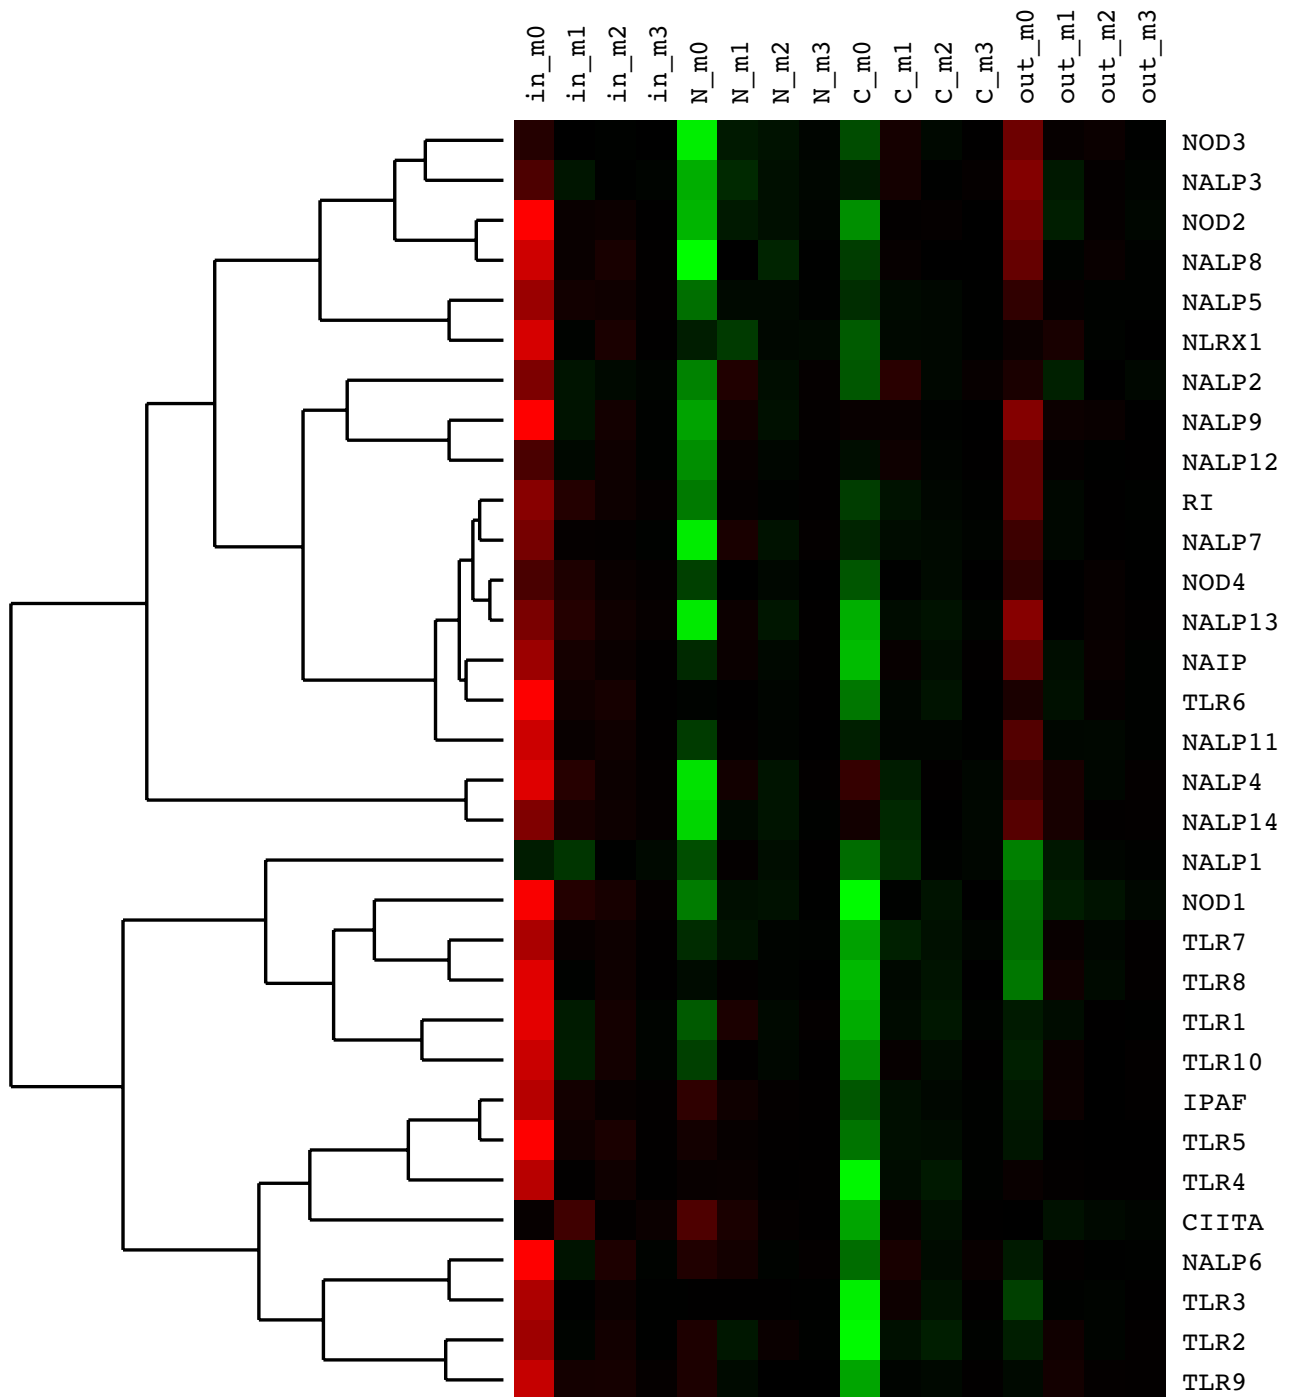 in_m0 in_m1 in_m2 in_m3 N_m0 N_m1 N_m2 N_m3 C_m0 C_m1 C_m2 C_m3 out_m0 out_m1 out_m2 out_m3
NOD3
NALP3
NOD2
NALP8
NALP5
NLRX1
NALP2
NALP9
NALP12
RI
NALP7
NOD4
NALP13
NAIP
TLR6
NALP11
NALP4
NALP14
NALP1
NOD1
TLR7
TLR8
TLR1
TLR10
IPAF
TLR5
TLR4
CIITA
NALP6
TLR3
TLR2
TLR9